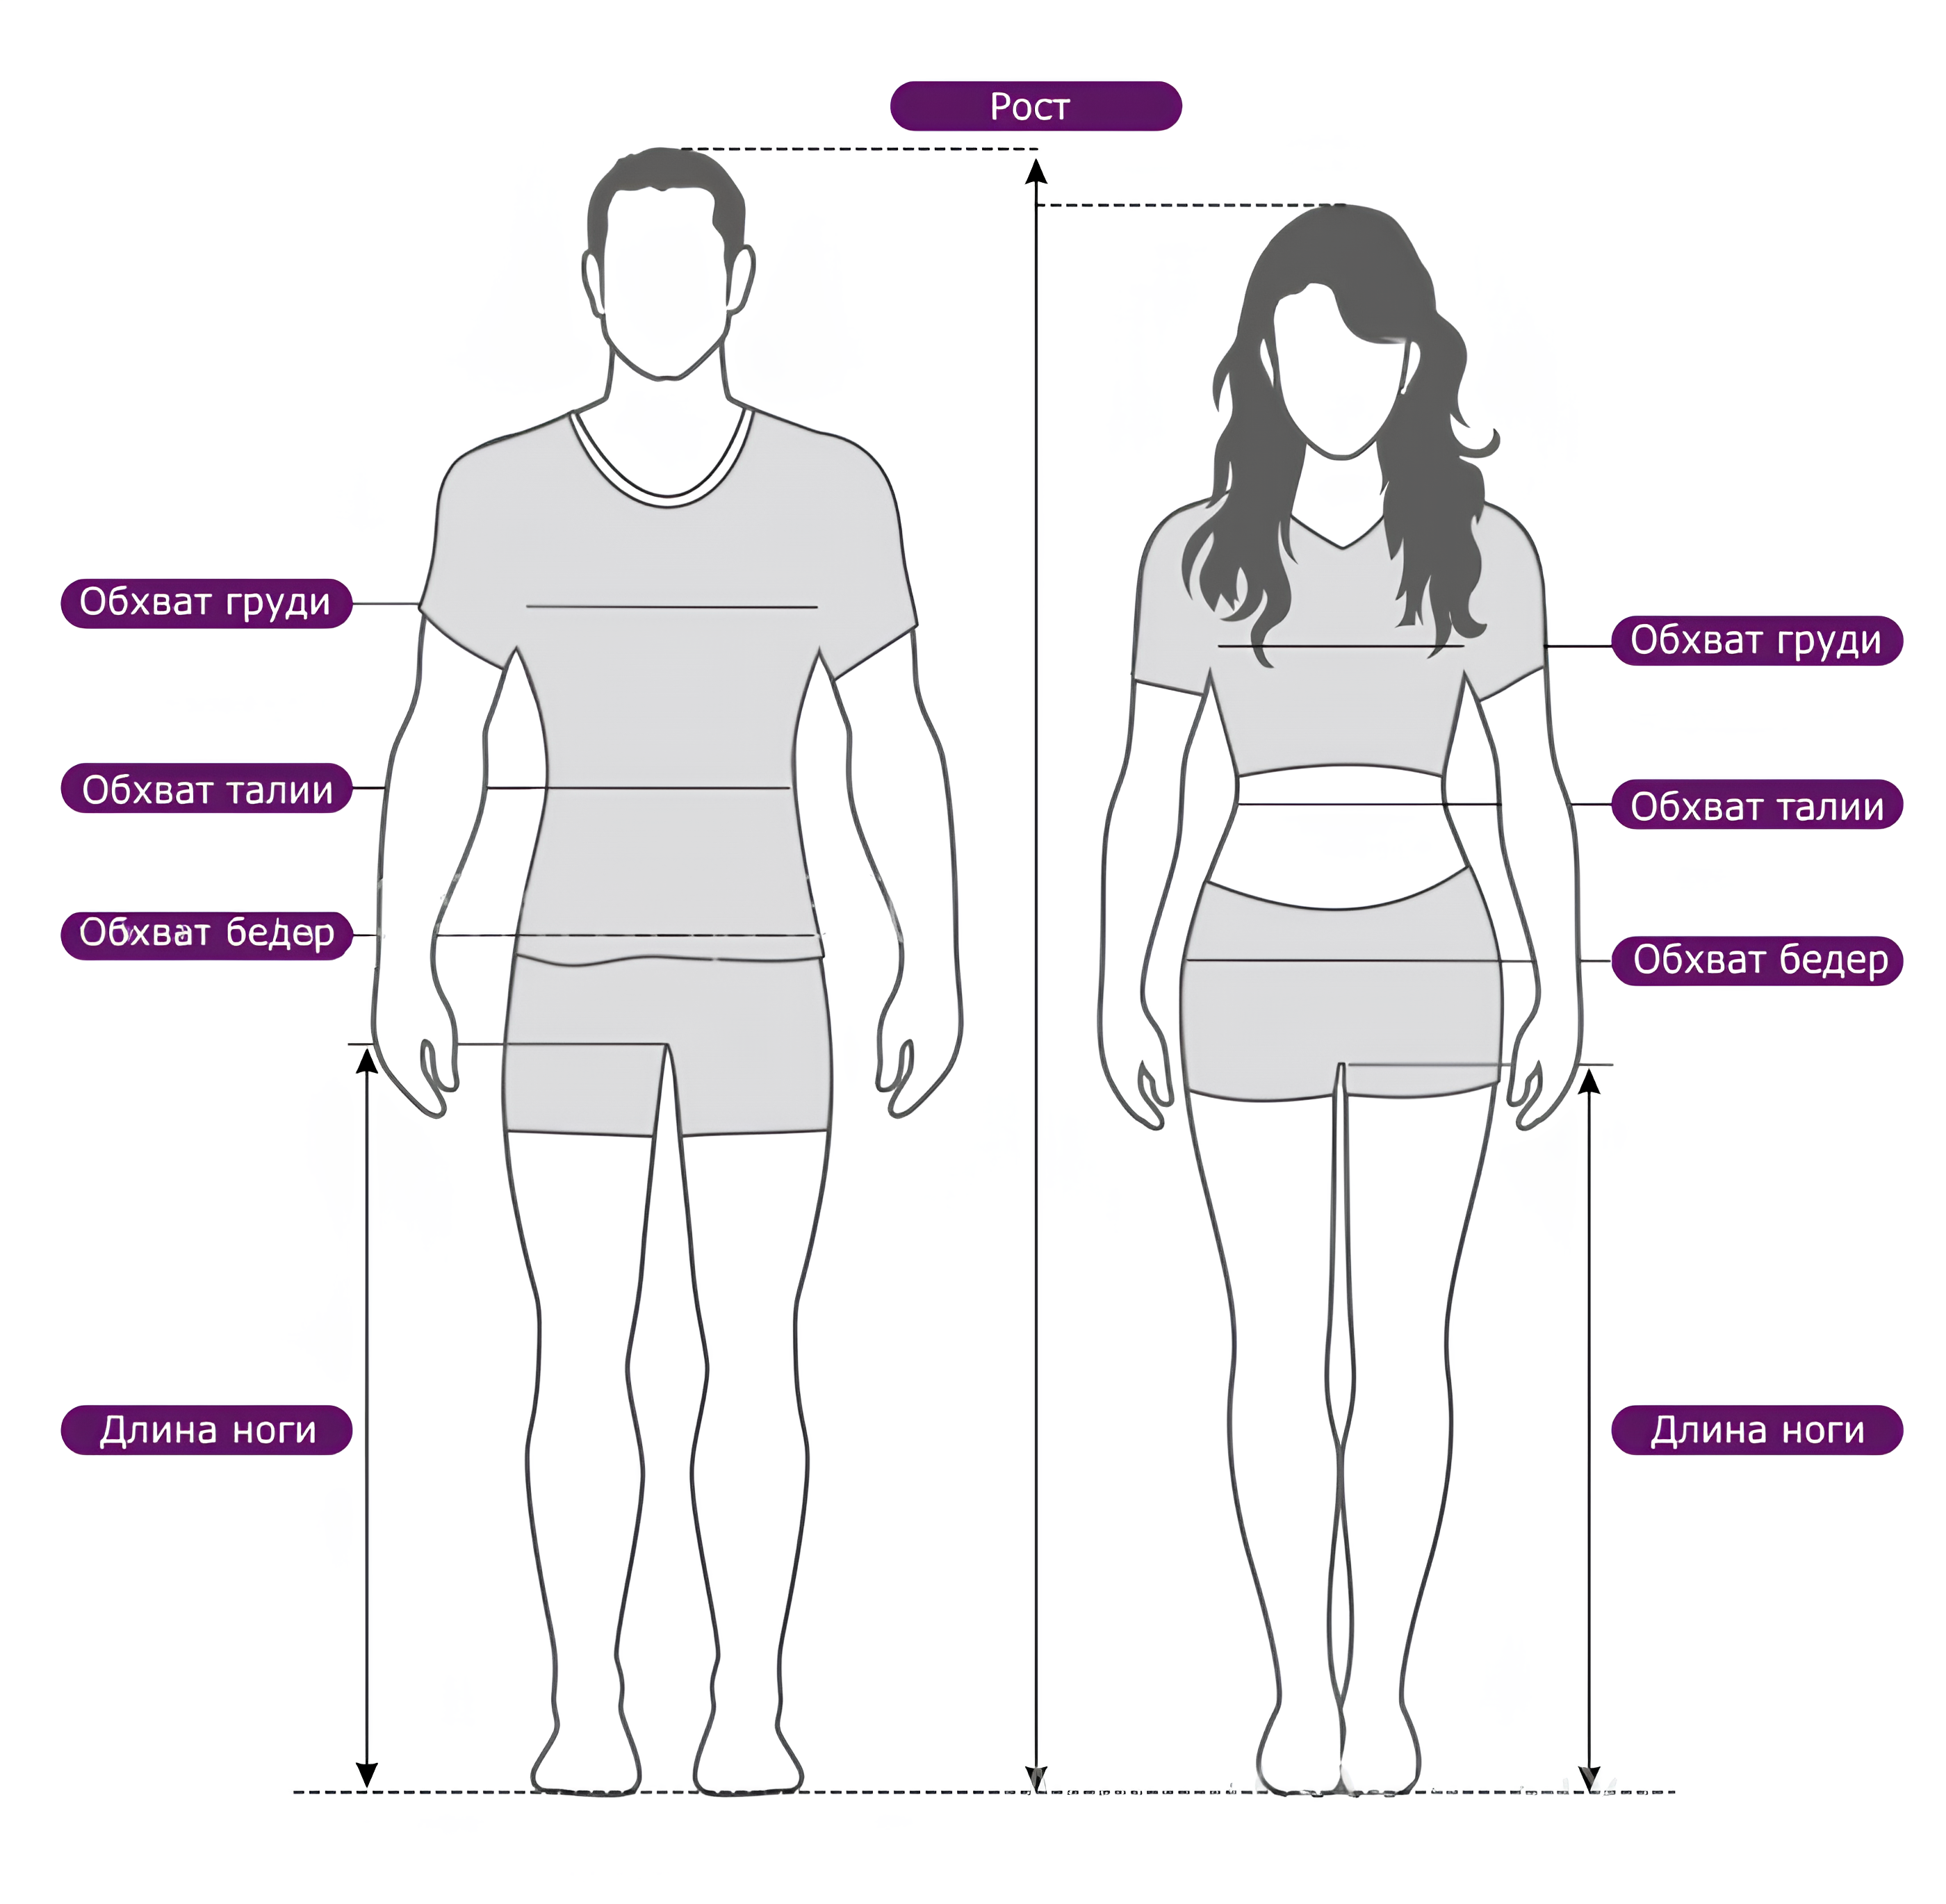 Рост
Обхват груди
Обхват талии
Обхват бедер
Длина ноги
Обхват груди
Обхват талии
Обхват бедер
Длина ноги